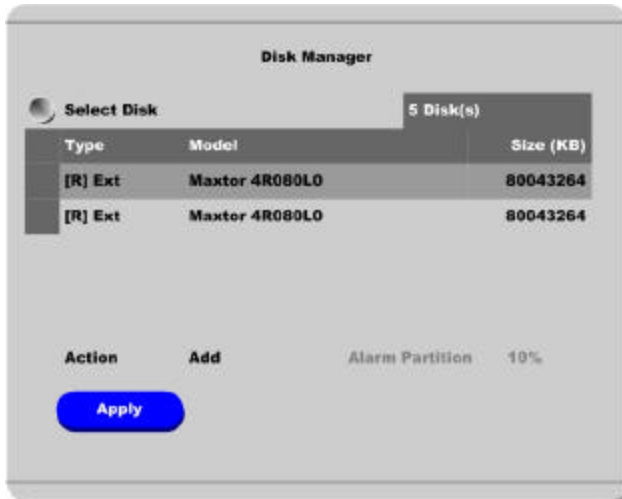 Disk Manager
Select Disk 5 Disk(s)
Type Model Size (KB)
[R] Ext Maxtor 4R080L0 80043264
[R] Ext Maxtor 4R080L0 80043264
Action Add Alarm Partition 10%
Apply